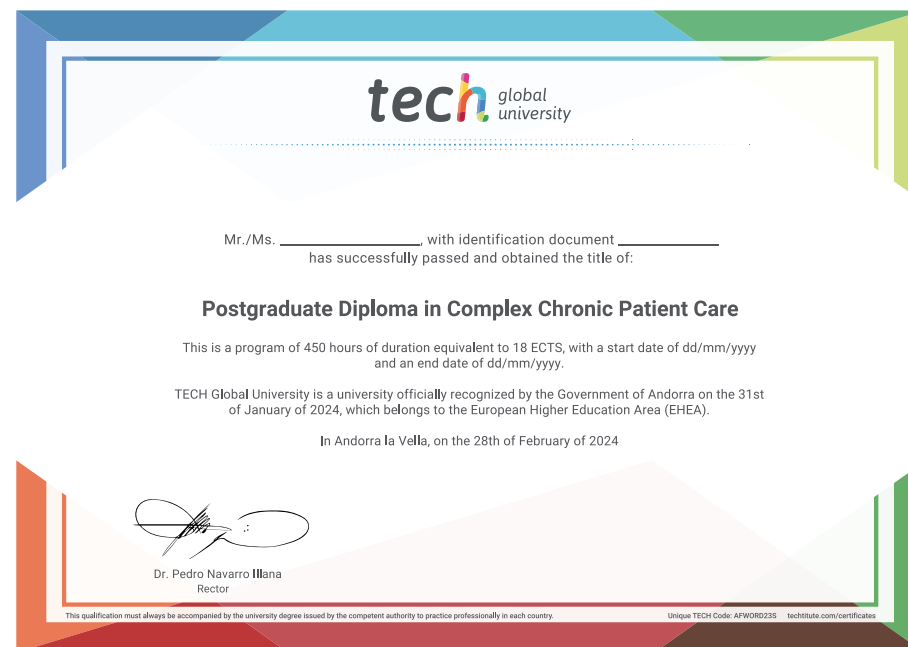 tech global university
Mr./Ms. ____________, with identification document ____________
has successfully passed and obtained the title of:
Postgraduate Diploma in Complex Chronic Patient Care
This is a program of 450 hours of duration equivalent to 18 ECTS, with a start date of dd/mm/yyyy
and an end date of dd/mm/yyyy.
TECH Global University is a university officially recognized by the Government of Andorra on the 31st
of January of 2024, which belongs to the European Higher Education Area (EHEA).
In Andorra la Vella, on the 28th of February of 2024
Dr. Pedro Navarro Illana
Rector
This qualification must always be accompanied by the university degree issued by the competent authority to practice professionally in each country.
Unique TECH Code: AFWORD23S techtitute.com/certificates